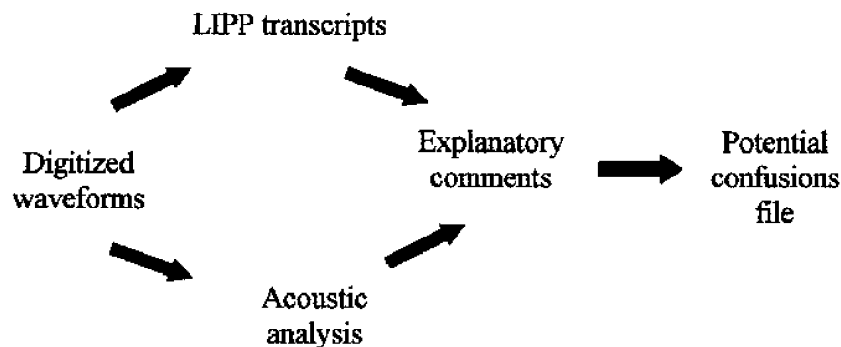 LIPP transcripts
Digitized
waveforms
Explanatory
comments
Potential
confusions
file
Acoustic
analysis